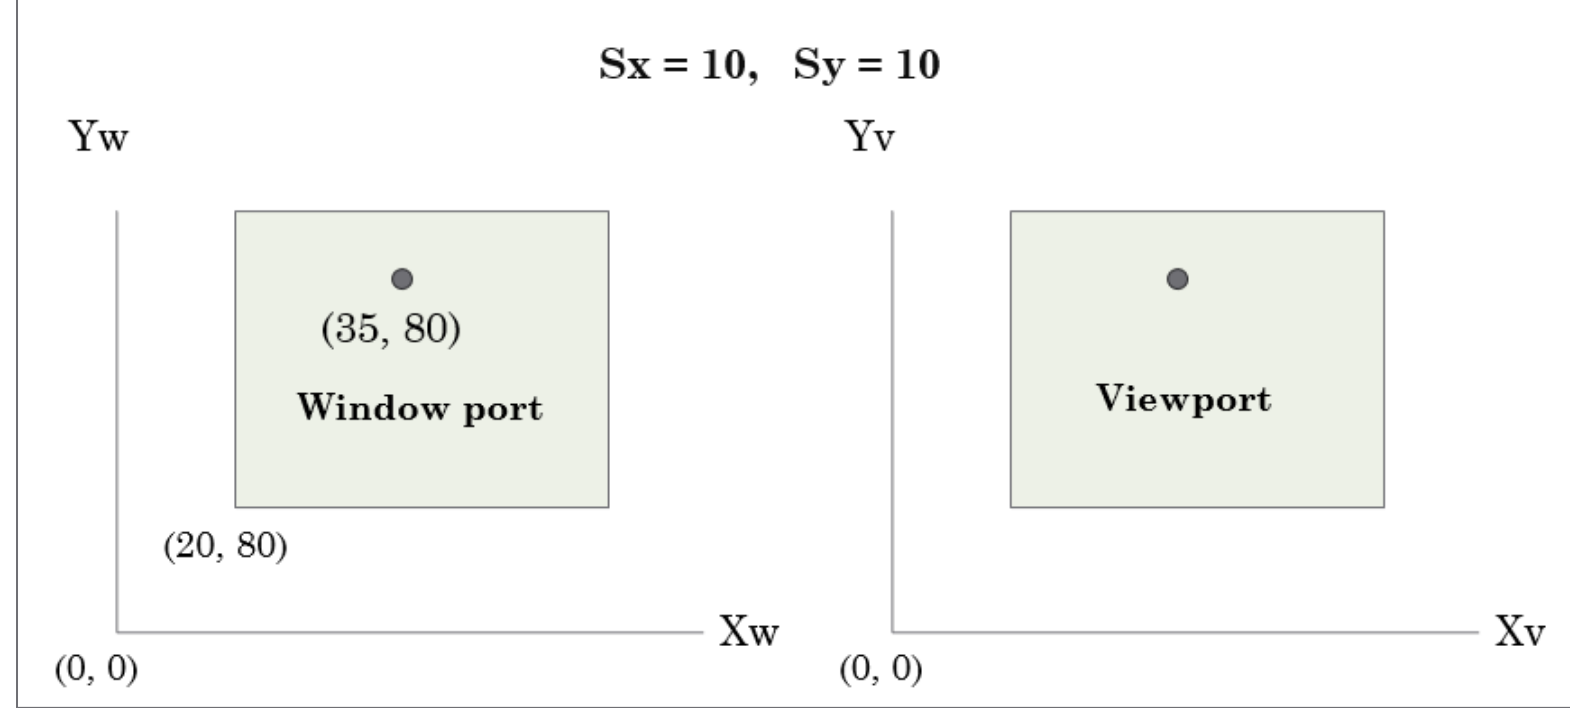 Sx = 10, Sy = 10
Yw
Yv
(35, 80)
Window port
Viewport
(20, 80)
Xw
Xv
(0, 0)
(0, 0)